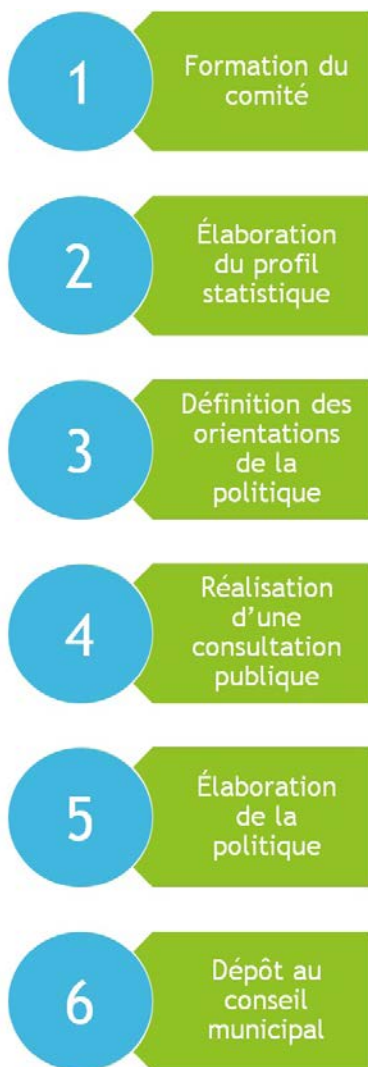 1
Formation du
comité
2
Élaboration
du profil
statistique
3
Définition des
orientations
de la
politique
4
Réalisation
d'une
consultation
publique
5
Élaboration
de la
politique
6
Dépôt au
conseil
municipal